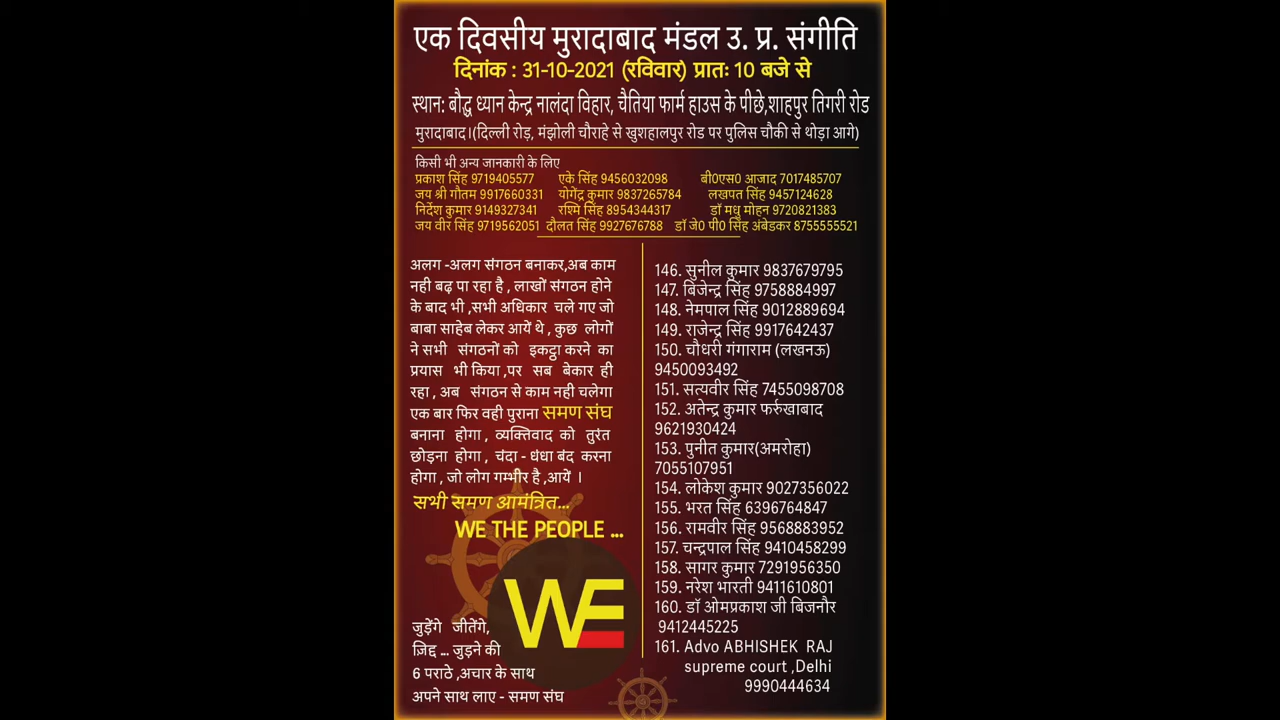 एक दिवसीय मुरादाबाद मंडल उ. प्र. संगीति
दिनांक : 31-10-2021 (रविवार) प्रातः 10 बजे से
स्थान: बौद्ध ध्यान केन्द्र नालंदा विहार, चैतिया फार्म हाउस के पीछे,शाहपुर तिगरी रोड
मुरादाबाद।(दिल्ली रोड़, मंझोली चौराहे से खुशहालपुर रोड पर पुलिस चौकी से थोड़ा आगे)
किसी भी अन्य जानकारी के लिए
प्रकाश सिंह 9719405577 एके सिंह 9456032098 बी0एस0 आजाद 7017485707
जय श्री गौतम 9917660331 योगेंद्र कुमार 9837265784 लखपत सिंह 9457124628
निर्देश कुमार 9149327341 रश्मि सिंह 8954344317 डॉ मधु मोहन 9720821383
जय वीर सिंह 9719562051 दौलत सिंह 9927676788 डॉ जे0 पी0 सिंह अंबेडकर 8755555521
अलग -अलग संगठन बनाकर,अब काम
नही बढ़ पा रहा है , लाखों संगठन होने
के बाद भी ,सभी अधिकार चले गए जो
बाबा साहेब लेकर आयें थे , कुछ लोगों
ने सभी संगठनों को इकट्ठा करने का
प्रयास भी किया ,पर सब बेकार ही
रहा , अब संगठन से काम नही चलेगा
एक बार फिर वही पुराना समण संघ
बनाना होगा , व्यक्तिवाद को तुरंत
छोड़ना होगा , चंदा - धंधा बंद करना
होगा , जो लोग गम्भीर है ,आयें ।
सभी समण आमंत्रित...
WE THE PEOPLE ...
WE
जुड़ेंगे जीतेंगे,
ज़िद्द ... जुड़ने की
6 पराठे ,अचार के साथ
अपने साथ लाए - समण संघ
146. सुनील कुमार 9837679795
147. बिजेन्द्र सिंह 9758884997
148. नेमपाल सिंह 9012889694
149. राजेन्द्र सिंह 9917642437
150. चौधरी गंगाराम (लखनऊ)
9450093492
151. सत्यवीर सिंह 7455098708
152. अतेन्द्र कुमार फर्रुखाबाद
9621930424
153. पुनीत कुमार(अमरोहा)
7055107951
154. लोकेश कुमार 9027356022
155. भरत सिंह 6396764847
156. रामवीर सिंह 9568883952
157. चन्द्रपाल सिंह 9410458299
158. सागर कुमार 7291956350
159. नरेश भारती 9411610801
160. डॉ ओमप्रकाश जी बिजनौर
9412445225
161. Advo ABHISHEK RAJ
supreme court ,Delhi
9990444634